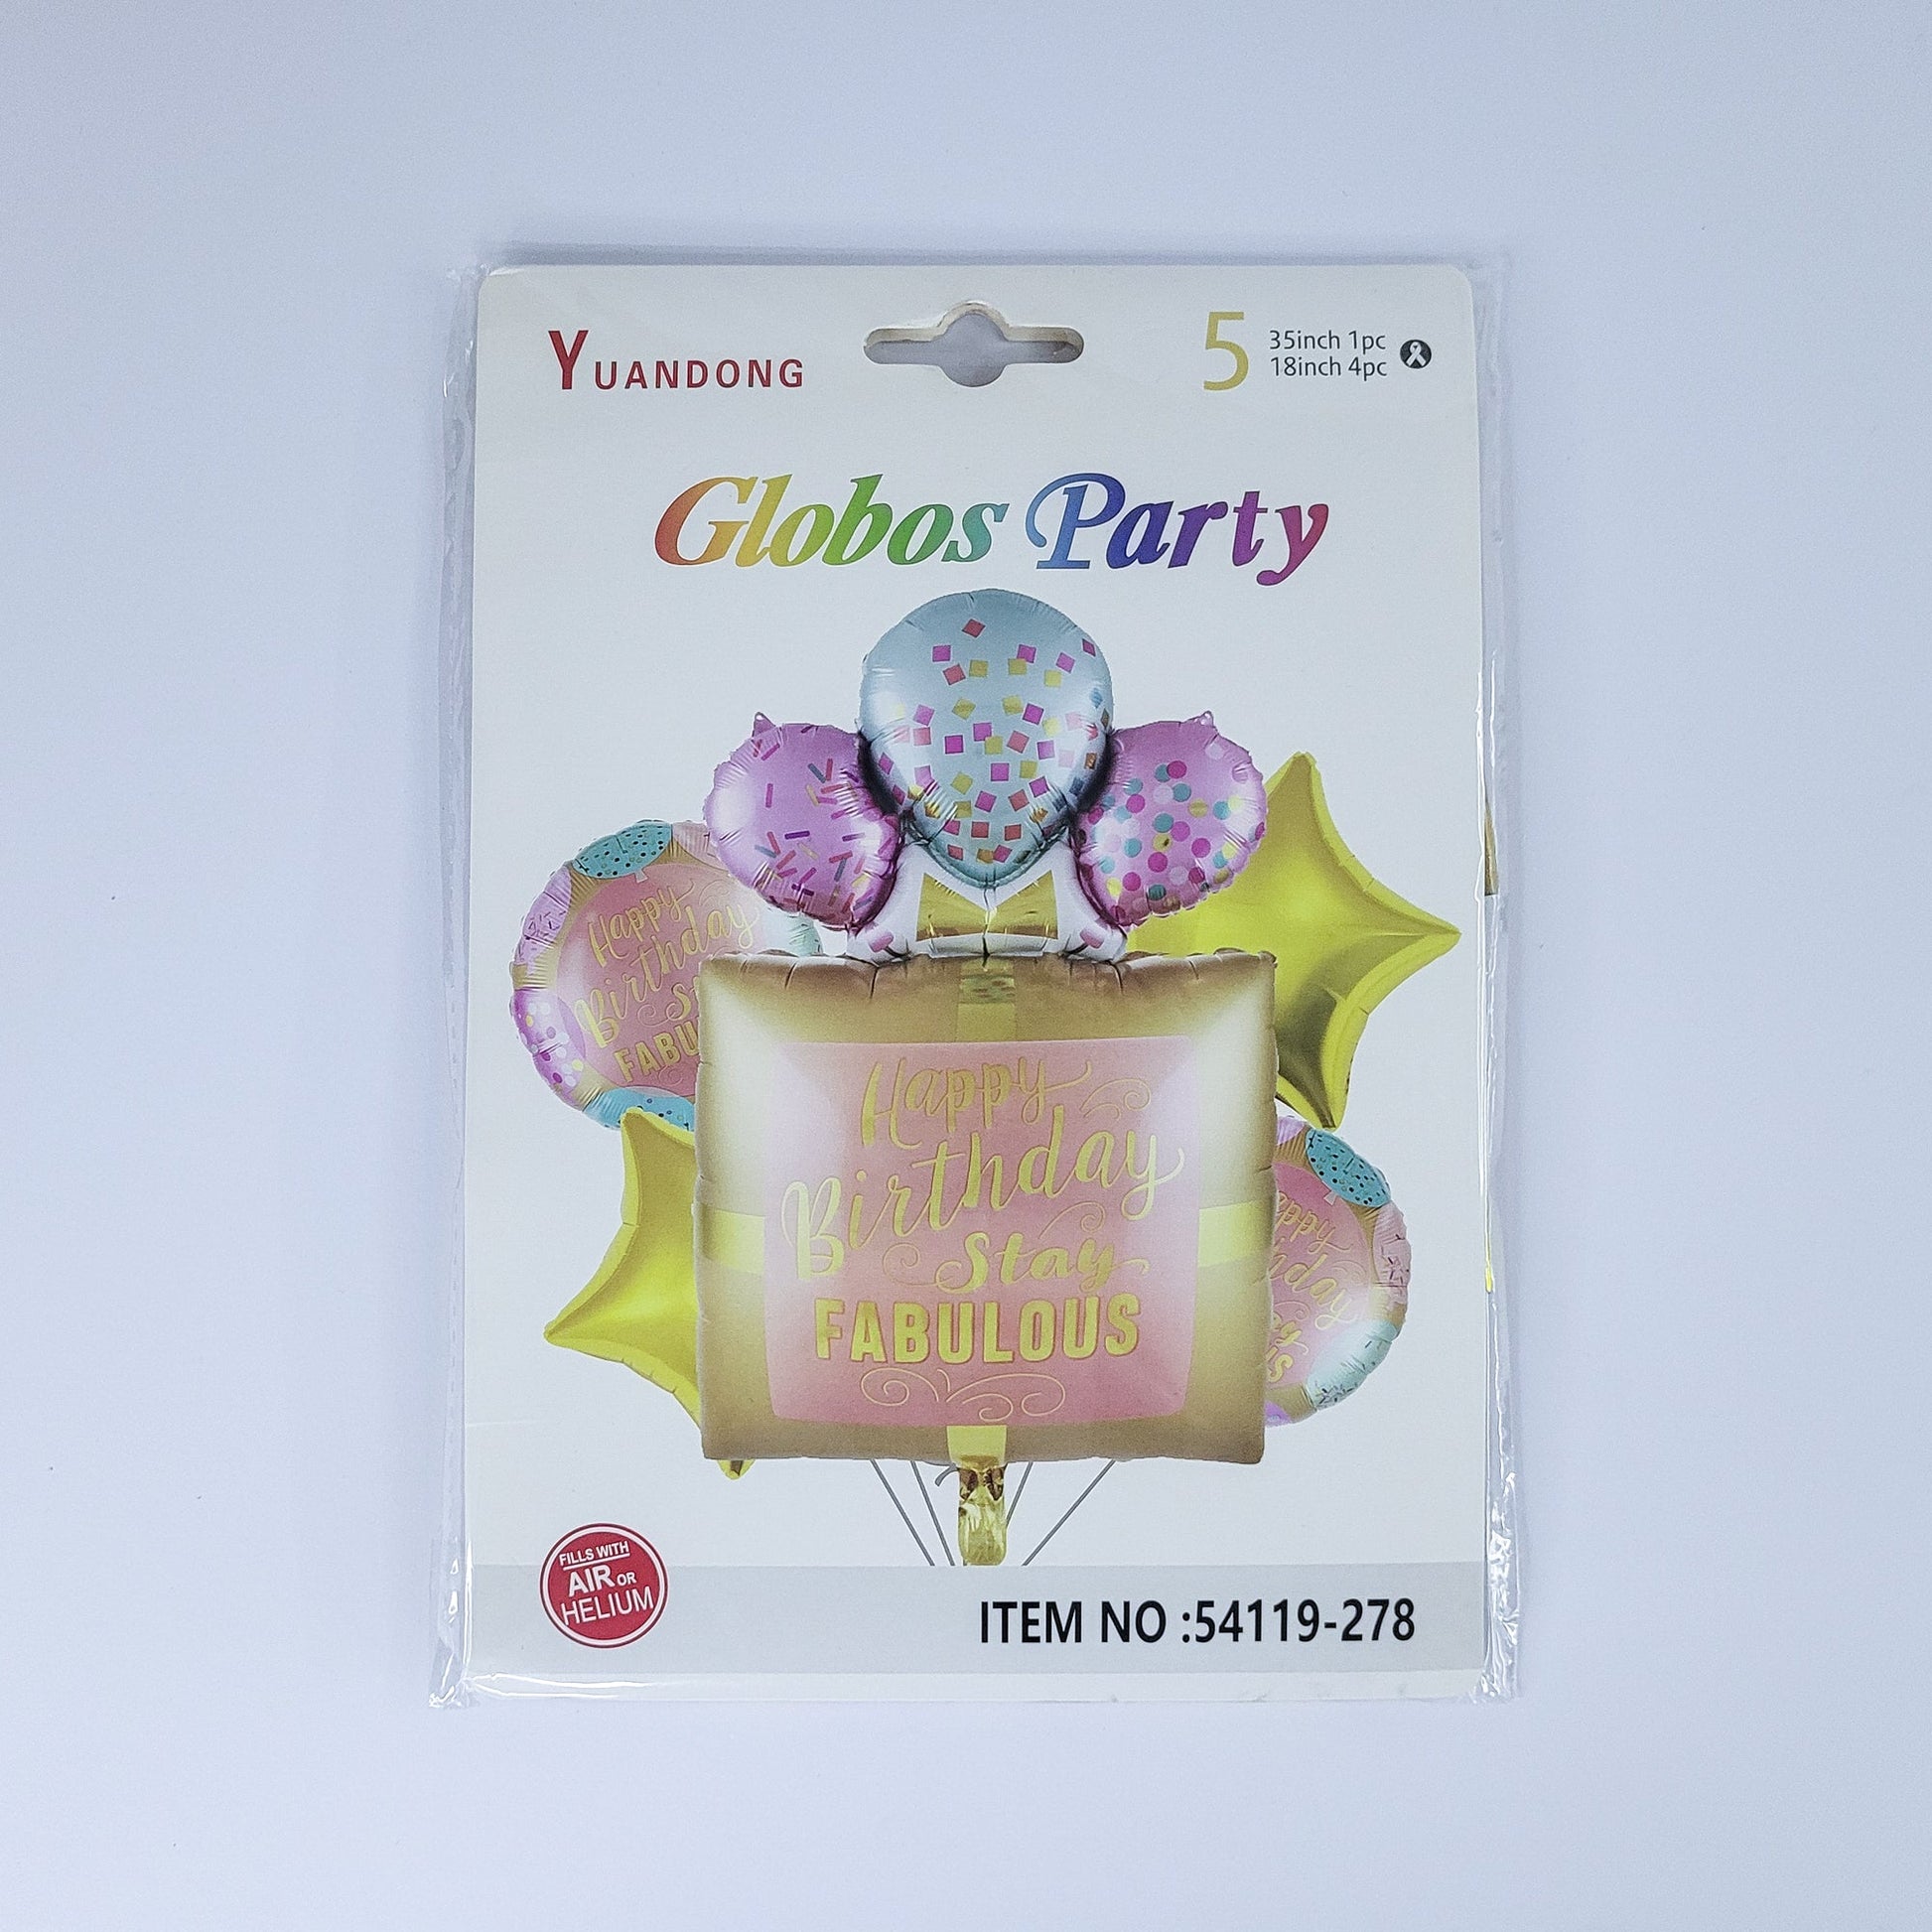 YUANDONG
5 35inch 1pc
18inch 4pc
Globos Party
Happy
Birthday
FABU
Happy
Birthday
Stay
FABULOUS
FILLS WITH
AIR OR
HELIUM
ITEM NO :54119-278